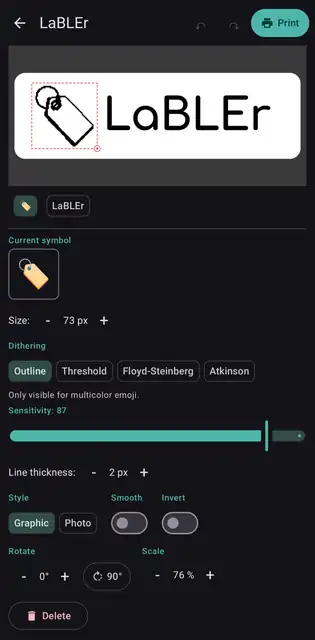 LaBLEr
Print
LaBLEr
LaBLEr
Current symbol
Size: - 73 px +
Dithering
Outline Threshold Floyd-Steinberg Atkinson
Only visible for multicolor emoji.
Sensitivity: 87
Line thickness: - 2 px +
Style Smooth Invert
Graphic Photo
Rotate Scale
- 0° + 90° - 76 % +
Delete